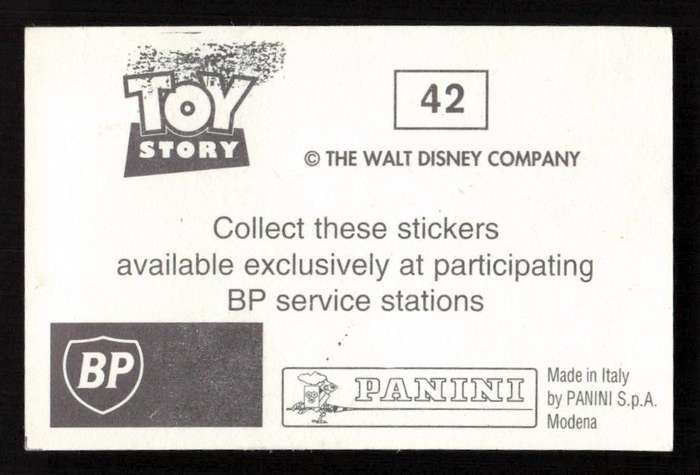 TOY
STORY
42
© THE WALT DISNEY COMPANY
Collect these stickers
available exclusively at participating
BP service stations
BP
PANINI
Made in Italy
by PANINI S.p.A.
Modena